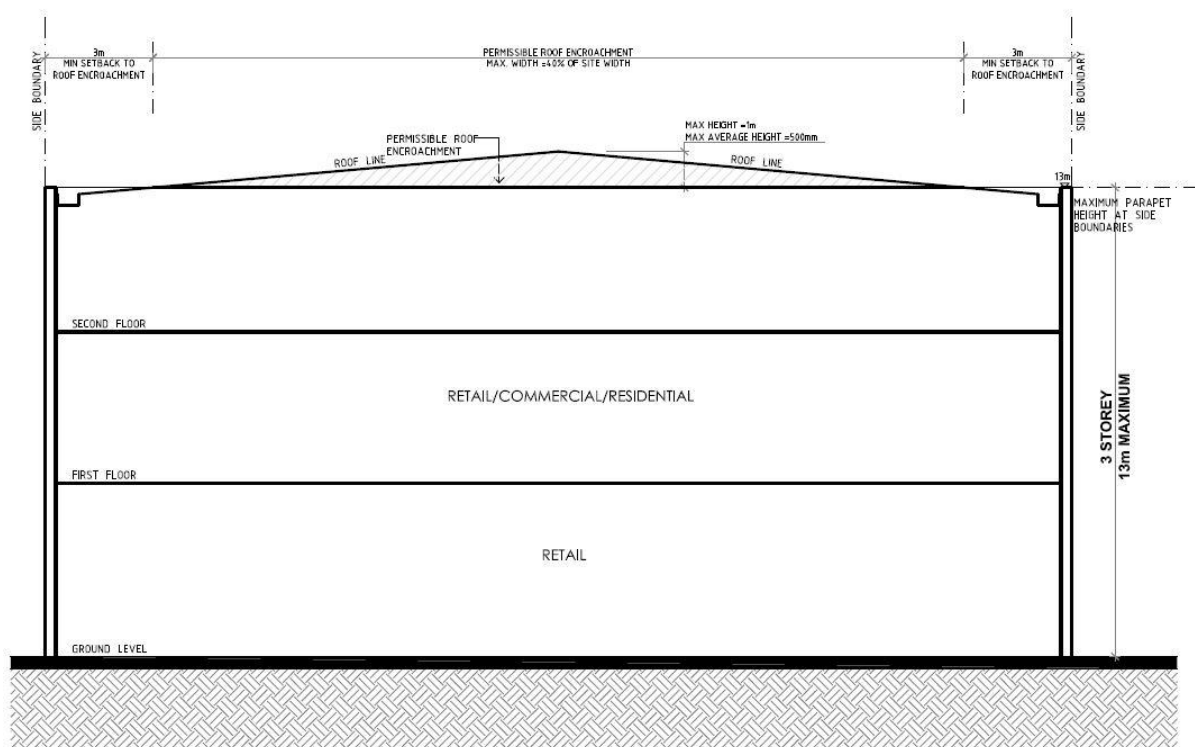 SIDE BOUNDARY
3m
MIN SETBACK TO
ROOF ENCROACHMENT
PERMISSIBLE ROOF ENCROACHMENT
MAX. WIDTH =40% OF SITE WIDTH
3m
MIN SETBACK TO
ROOF ENCROACHMENT
SIDE BOUNDARY
PERMISSIBLE ROOF
ENCROACHMENT
MAX HEIGHT =1m
MAX AVERAGE HEIGHT =500mm
ROOF LINE
ROOF LINE
13m
MAXIMUM PARAPET
HEIGHT AT SIDE
BOUNDARIES
SECOND FLOOR
RETAIL/COMMERCIAL/RESIDENTIAL
3 STOREY
13m MAXIMUM
FIRST FLOOR
RETAIL
GROUND LEVEL